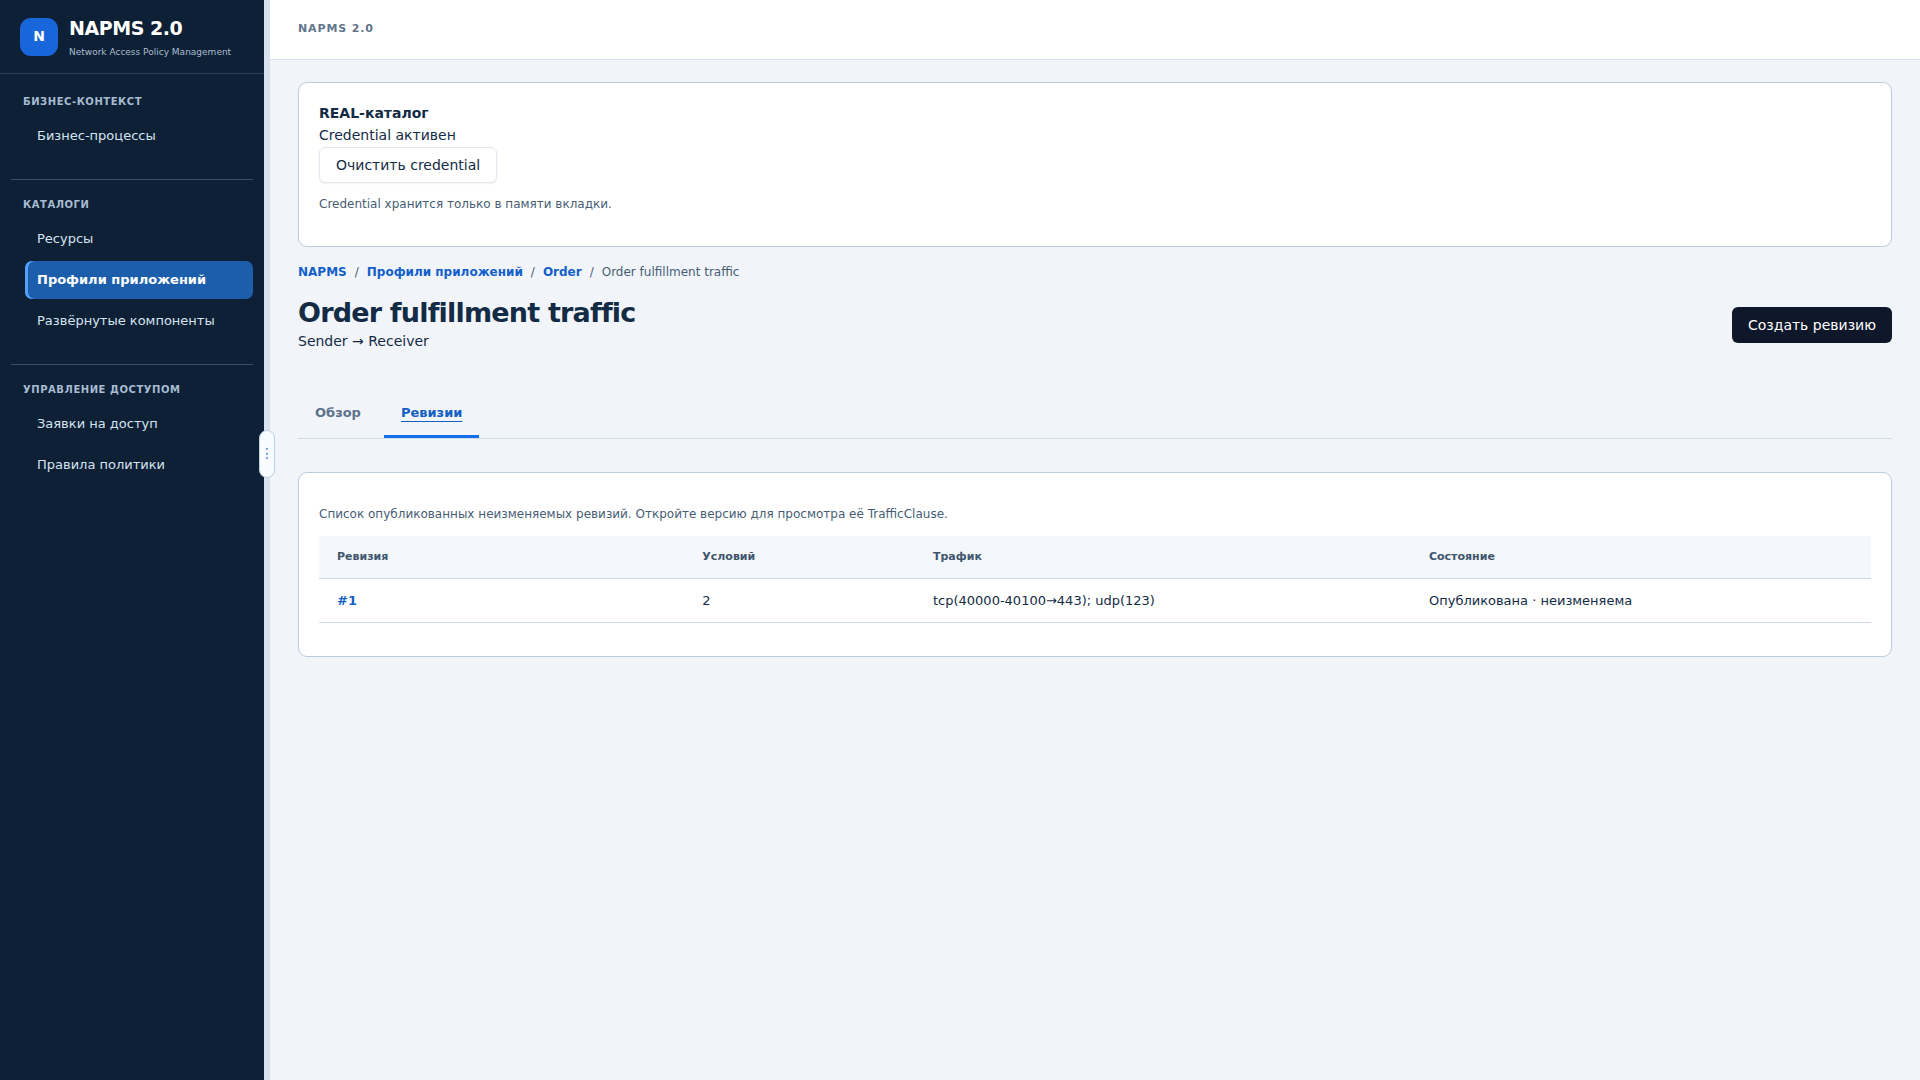 N
NAPMS 2.0
Network Access Policy Management
БИЗНЕС-КОНТЕКСТ
Бизнес-процессы
КАТАЛОГИ
Ресурсы
Профили приложений
Развёрнутые компоненты
УПРАВЛЕНИЕ ДОСТУПОМ
Заявки на доступ
Правила политики
NAPMS 2.0
REAL-каталог
Credential активен
Очистить credential
Credential хранится только в памяти вкладки.
NAPMS / Профили приложений / Order / Order fulfillment traffic
Order fulfillment traffic
Sender → Receiver
Создать ревизию
Обзор Ревизии
Список опубликованных неизменяемых ревизий. Откройте версию для просмотра её TrafficClause.
Ревизия Условий Трафик Состояние
#1 2 tcp(40000-40100→443); udp(123) Опубликована · неизменяема